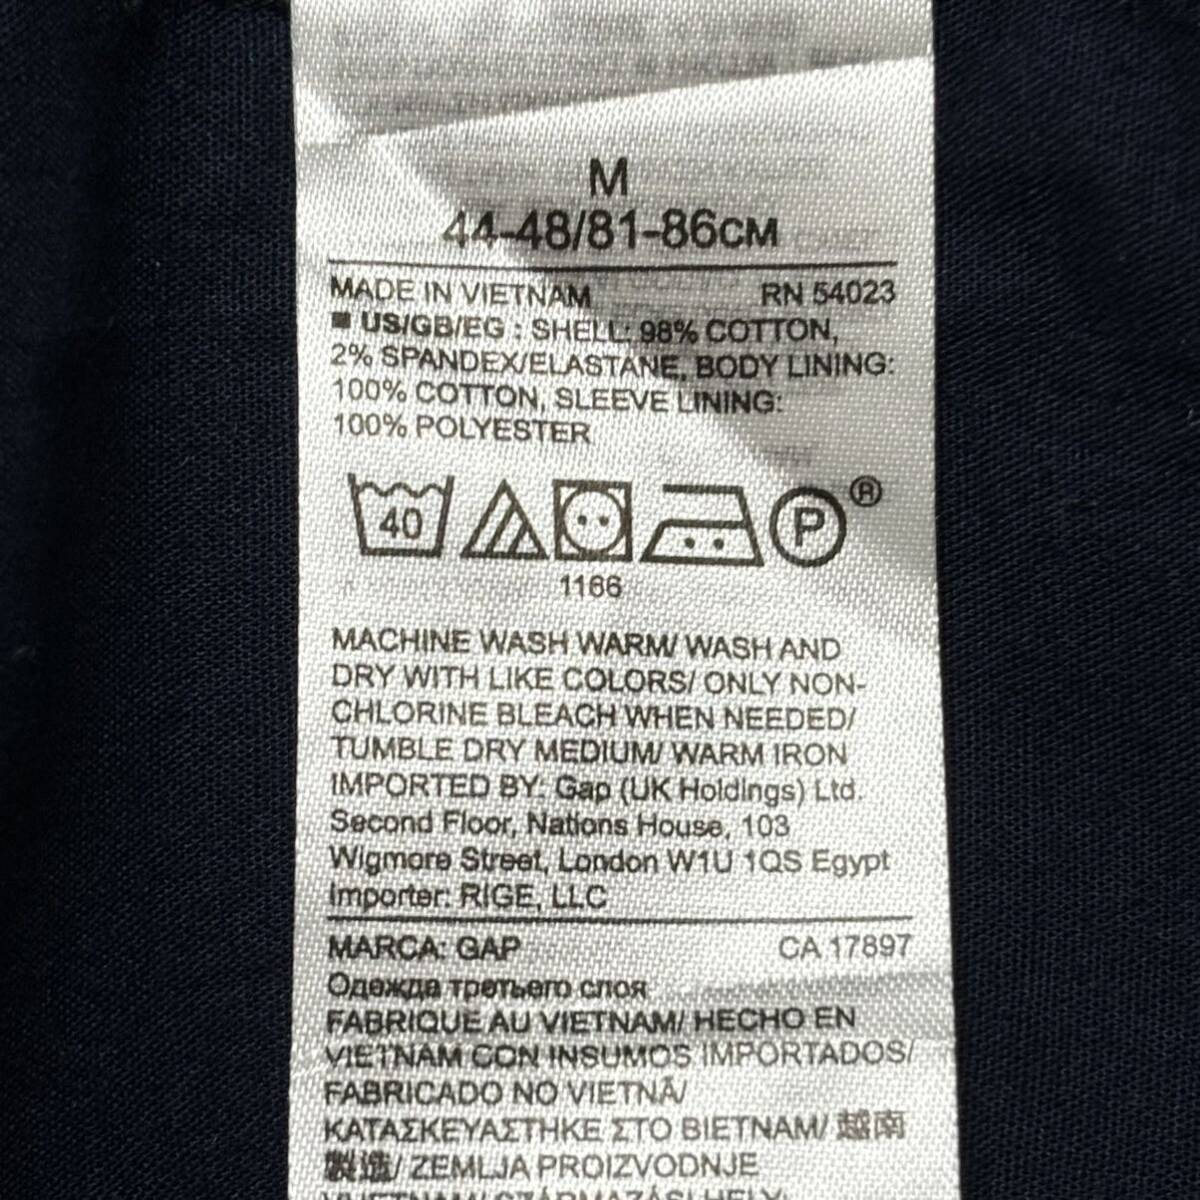 M
44-48/81-86CM
MADE IN VIETNAM RN 54023
■ US/GB/EG : SHELL: 98% COTTON,
2% SPANDEX/ELASTANE, BODY LINING:
100% COTTON, SLEEVE LINING:
100% POLYESTER
40 P ®
1166
MACHINE WASH WARM/ WASH AND
DRY WITH LIKE COLORS/ ONLY NON-
CHLORINE BLEACH WHEN NEEDED/
TUMBLE DRY MEDIUM/ WARM IRON
IMPORTED BY: Gap (UK Holdings) Ltd.
Second Floor, Nations House, 103
Wigmore Street, London W1U 1QS Egypt
Importer: RIGE, LLC
MARCA: GAP CA 17897
Одежда третьего слоя
FABRIQUE AU VIETNAM/ HECHO EN
VIETNAM CON INSUMOS IMPORTADOS/
FABRICADO NO VIETNÃ/
ΚΑΤΑΣΚΕΥΑΣΤΗΚΕ ΣΤΟ ΒΙΕΤΝΑΜ/ 越南
製造/ ZEMLJA PROIZVODNJE
VIJETNAM/ SZÁRMAZÁSI HELY: